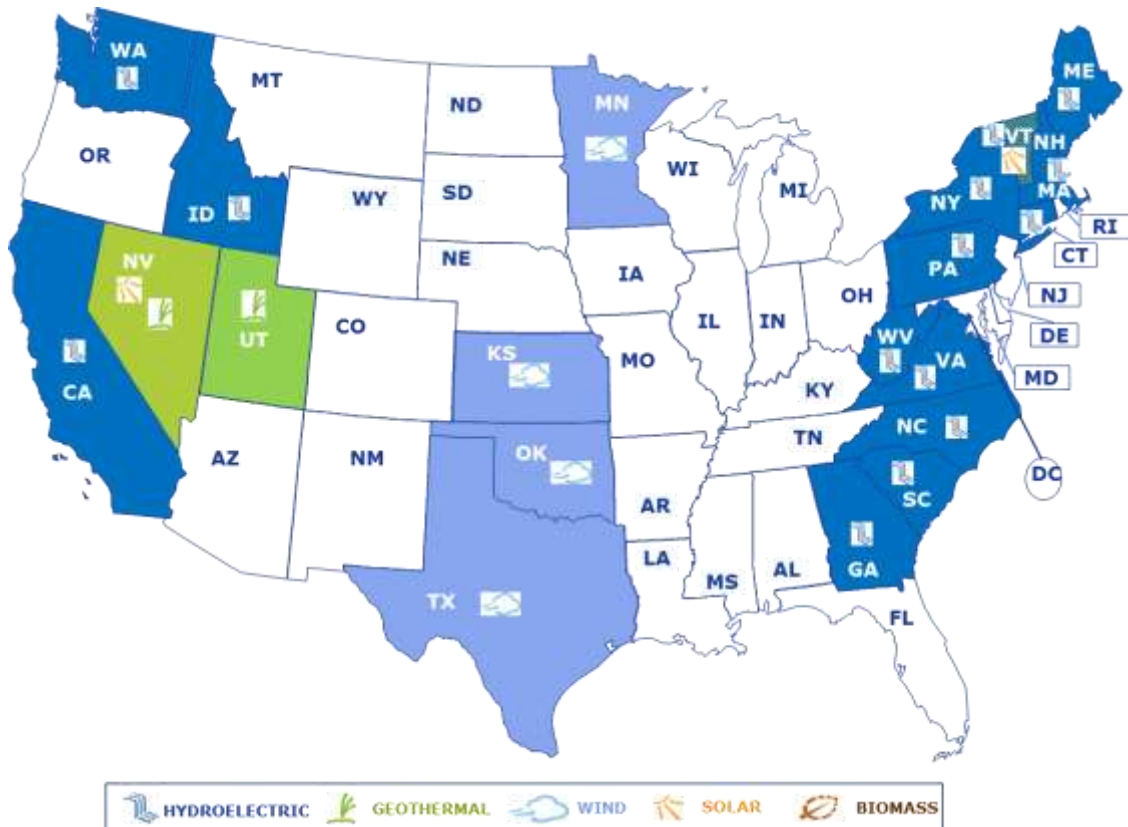 WA
ME
MT
ND
MN
VT
NH
OR
WI
MI
MA
ID
WY
SD
NY
RI
CT
NE
IA
PA
NV
OH
NJ
UT
CO
IL
IN
DE
KS
WV
VA
MD
CA
MO
KY
NC
TN
AZ
NM
OK
DC
SC
AR
LA
GA
MS
AL
TX
FL
HYDROELECTRIC
GEOTHERMAL
WIND
SOLAR
BIOMASS